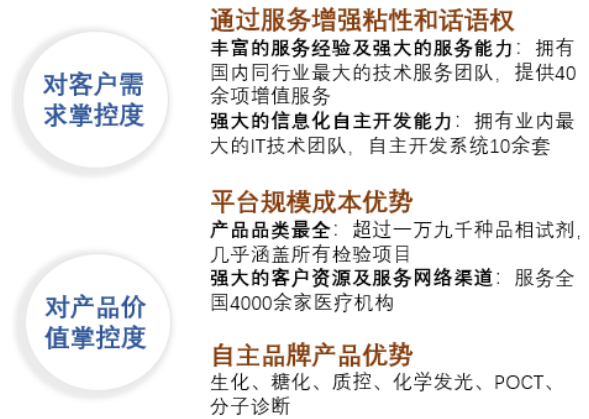 通过服务增强粘性和话语权
丰富的服务经验及强大的服务能力：拥有
国内同行业最大的技术服务团队，提供40
余项增值服务
强大的信息化自主开发能力：拥有业内最
大的IT技术团队，自主开发系统10余套
对客户需
求掌控度
平台规模成本优势
产品品类最全：超过一万九千种品相试剂，
几乎涵盖所有检验项目
强大的客户资源及服务网络渠道：服务全
国4000余家医疗机构
对产品价
值掌控度
自主品牌产品优势
生化、糖化、质控、化学发光、POCT、
分子诊断